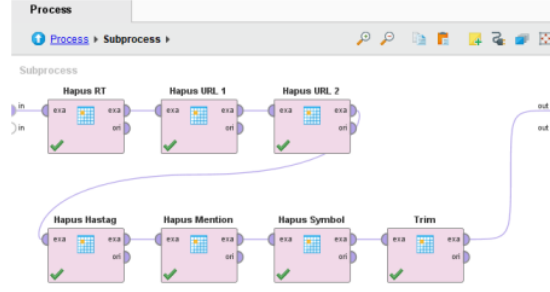 Process
Process ▸ Subprocess ▸
Subprocess
Hapus RT Hapus URL 1 Hapus URL 2
in exa exa exa exa exa exa out
in ori ori ori out
Hapus Hastag Hapus Mention Hapus Symbol Trim
exa exa exa exa exa exa exa exa
ori ori ori ori